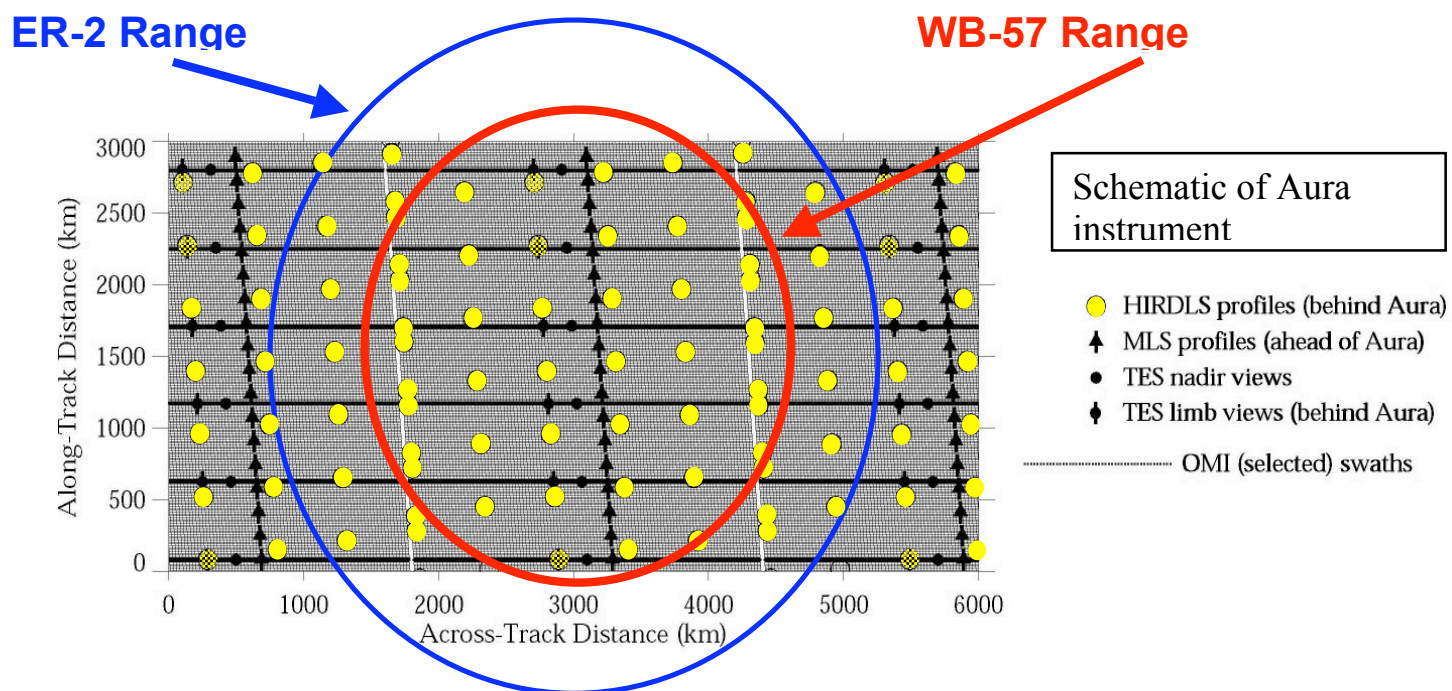 ER-2 Range
WB-57 Range
3000
2500
2000
1500
1000
500
0
Along-Track Distance (km)
0 1000 2000 3000 4000 5000 6000
Across-Track Distance (km)
Schematic of Aura
instrument
HIRDLS profiles (behind Aura)
MLS profiles (ahead of Aura)
TES nadir views
TES limb views (behind Aura)
OMI (selected) swaths